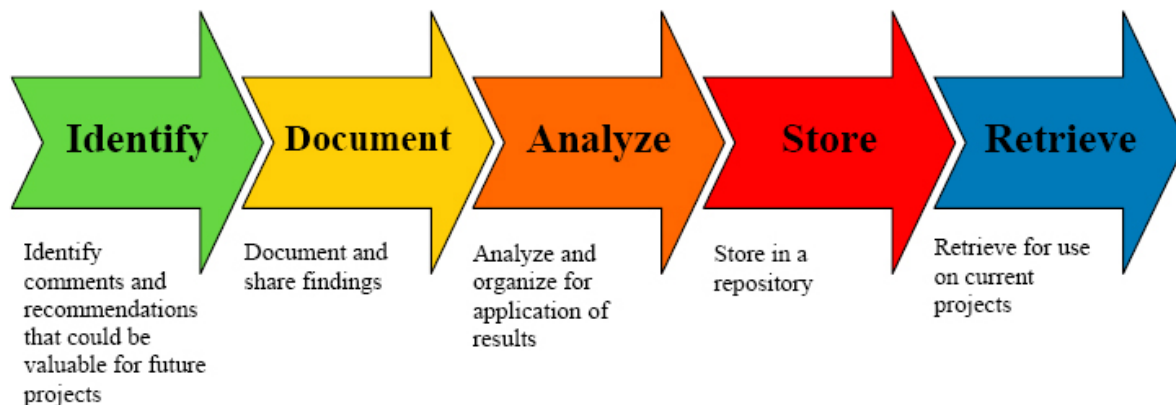 Identify
Document
Analyze
Store
Retrieve
Identify
comments and
recommendations
that could be
valuable for future
projects
Document and
share findings
Analyze and
organize for
application of
results
Store in a
repository
Retrieve for use
on current
projects